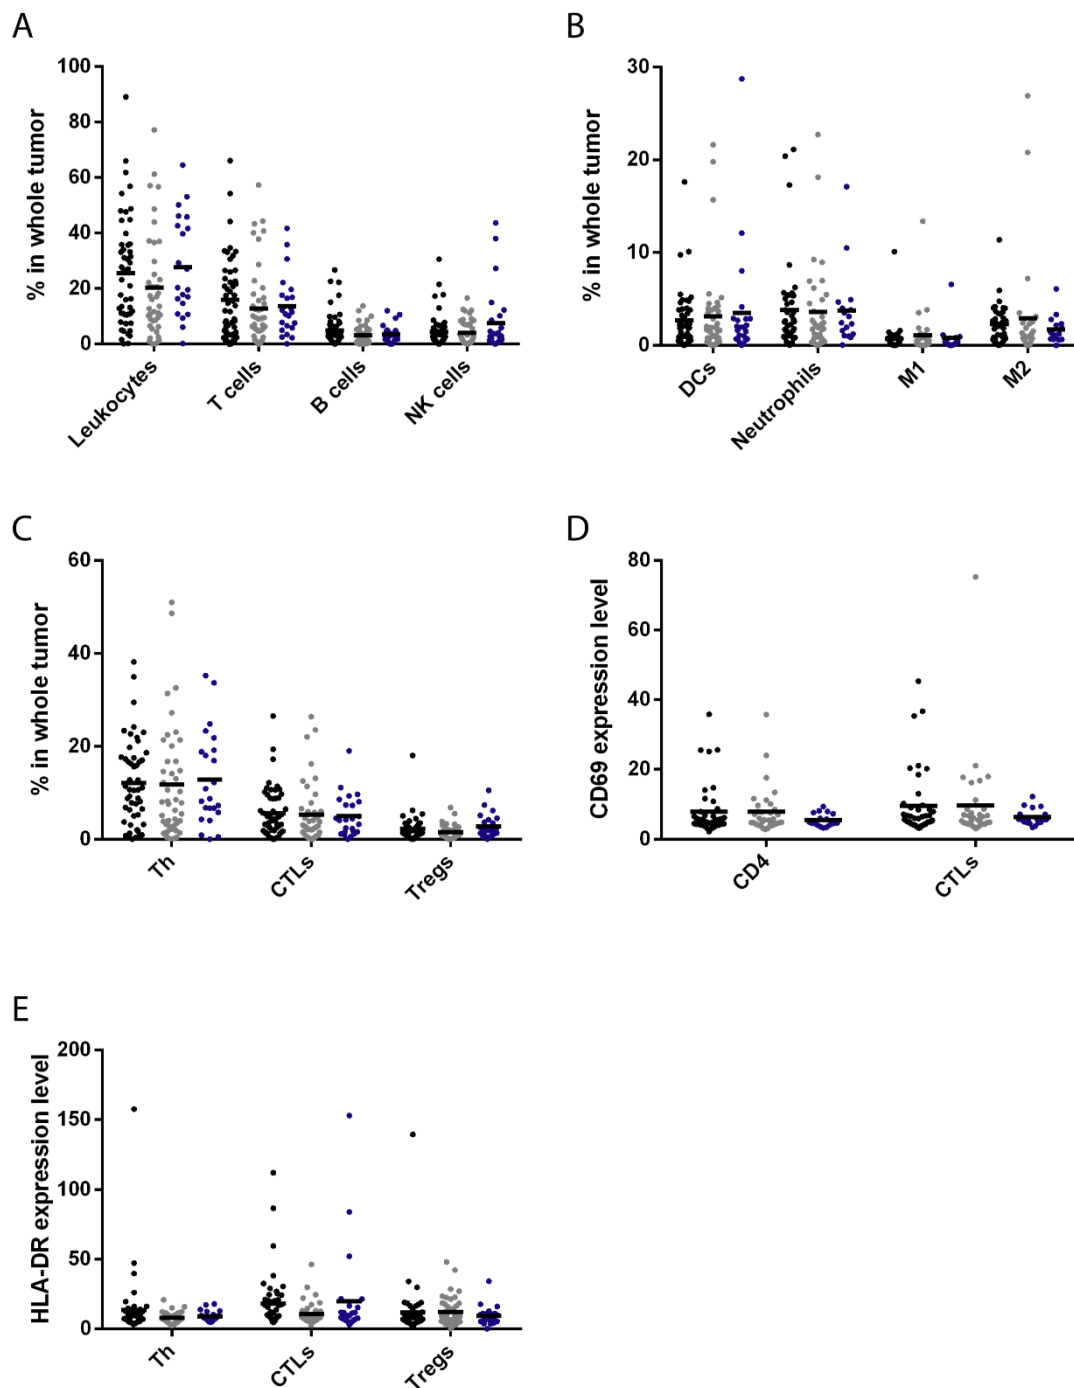 A
% in whole tumor
100
80
60
40
20
0
Leukocytes
T cells
B cells
NK cells
B
% in whole tumor
30
20
10
0
DCs
Neutrophils
M1
M2
C
% in whole tumor
60
40
20
0
Th
CTLs
Tregs
D
CD69 expression level
80
60
40
20
0
CD4
CTLs
E
HLA-DR expression level
200
150
100
50
0
Th
CTLs
Tregs